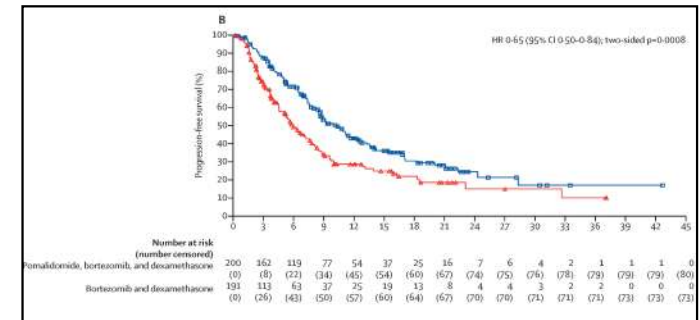 B
HR 0·65 (95% CI 0·50–0·84); two-sided p=0·0008
Progression-free survival (%)
100
90
80
70
60
50
40
30
20
10
0
0 3 6 9 12 15 18 21 24 27 30 33 36 39 42 45
Number at risk
(number censored)
Pomalidomide, bortezomib, and dexamethasone 200 162 119 77 54 37 25 16 7 6 4 2 1 1 1 0
(0) (8) (22) (34) (45) (54) (60) (67) (74) (75) (76) (78) (79) (79) (79) (80)
Bortezomib and dexamethasone 191 113 63 37 25 19 13 8 4 4 3 2 2 0 0 0
(0) (26) (43) (50) (57) (60) (64) (67) (70) (70) (71) (71) (71) (73) (73) (73)